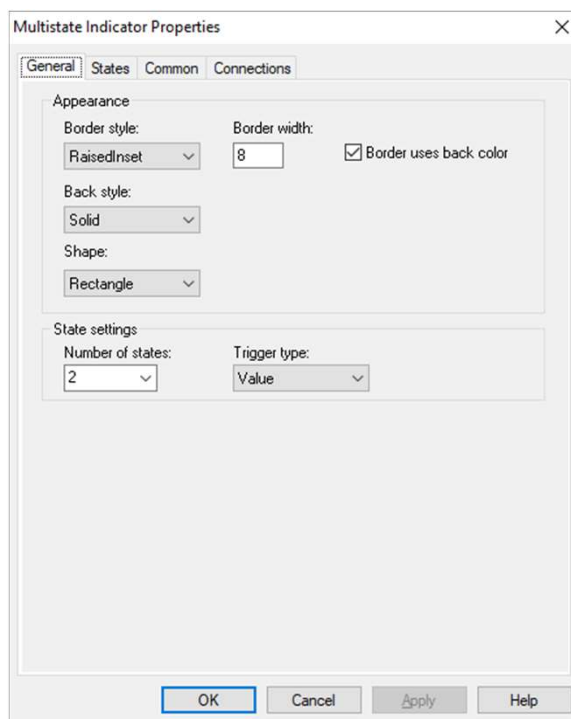 Multistate Indicator Properties
General States Common Connections
Appearance
Border style: Border width:
RaisedInset 8 Border uses back color
Back style:
Solid
Shape:
Rectangle
State settings
Number of states: Trigger type:
2 Value
OK Cancel Apply Help